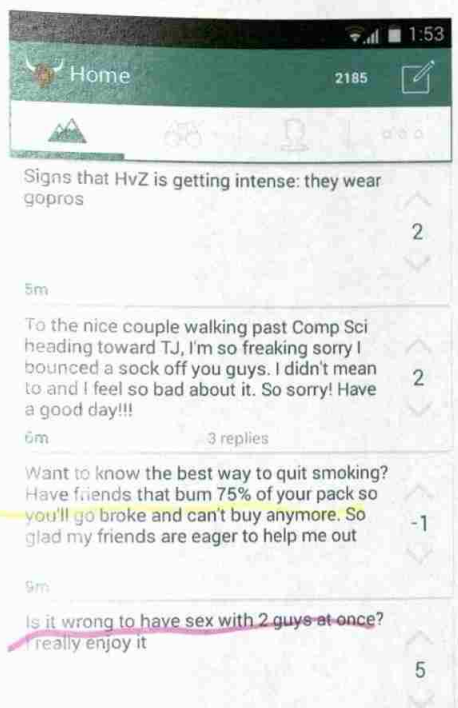 1:53
Home
2185
Signs that HvZ is getting intense: they wear
gopros
2
5m
To the nice couple walking past Comp Sci
heading toward TJ, I'm so freaking sorry I
bounced a sock off you guys. I didn't mean
to and I feel so bad about it. So sorry! Have
a good day!!!
2
6m
3 replies
Want to know the best way to quit smoking?
Have friends that bum 75% of your pack so
you'll go broke and can't buy anymore. So
glad my friends are eager to help me out
-1
9m
Is it wrong to have sex with 2 guys at once?
I really enjoy it
5